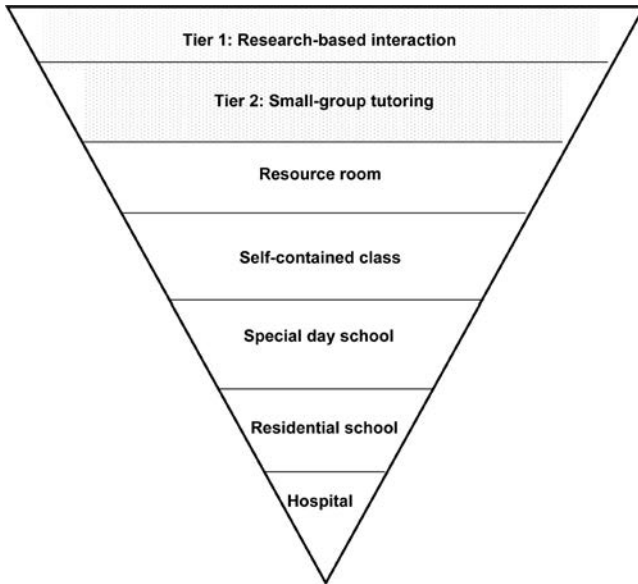 Tier 1: Research-based interaction
Tier 2: Small-group tutoring
Resource room
Self-contained class
Special day school
Residential school
Hospital